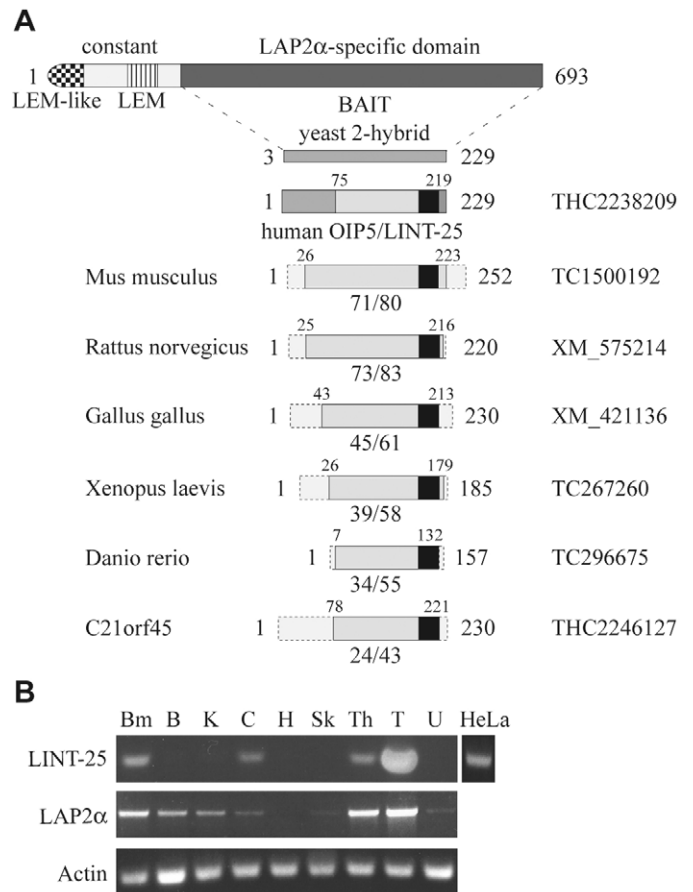 A
constant LAP2α-specific domain
1 693
LEM-like LEM BAIT
yeast 2-hybrid
3 229
75 219
1 229 THC2238209
human OIP5/LINT-25
26 223
Mus musculus 1 252 TC1500192
71/80
25 216
Rattus norvegicus 1 220 XM_575214
73/83
43 213
Gallus gallus 1 230 XM_421136
45/61
26 179
Xenopus laevis 1 185 TC267260
39/58
7 132
Danio rerio 1 157 TC296675
34/55
78 221
C21orf45 1 230 THC2246127
24/43
B
Bm B K C H Sk Th T U HeLa
LINT-25
LAP2α
Actin